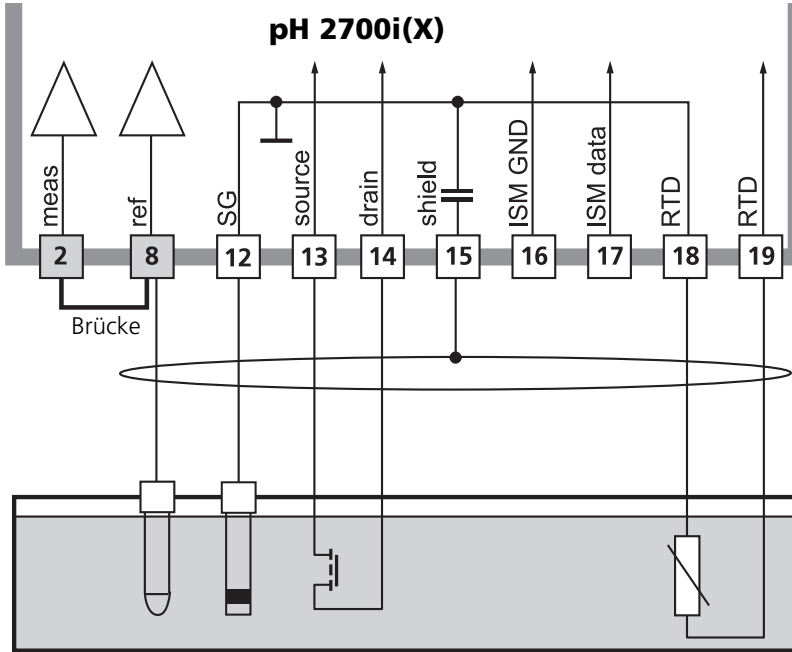 pH 2700i(X)
meas
ref
SG
source
drain
shield
ISM GND
ISM data
RTD
RTD
2
8
12
13
14
15
16
17
18
19
Brücke